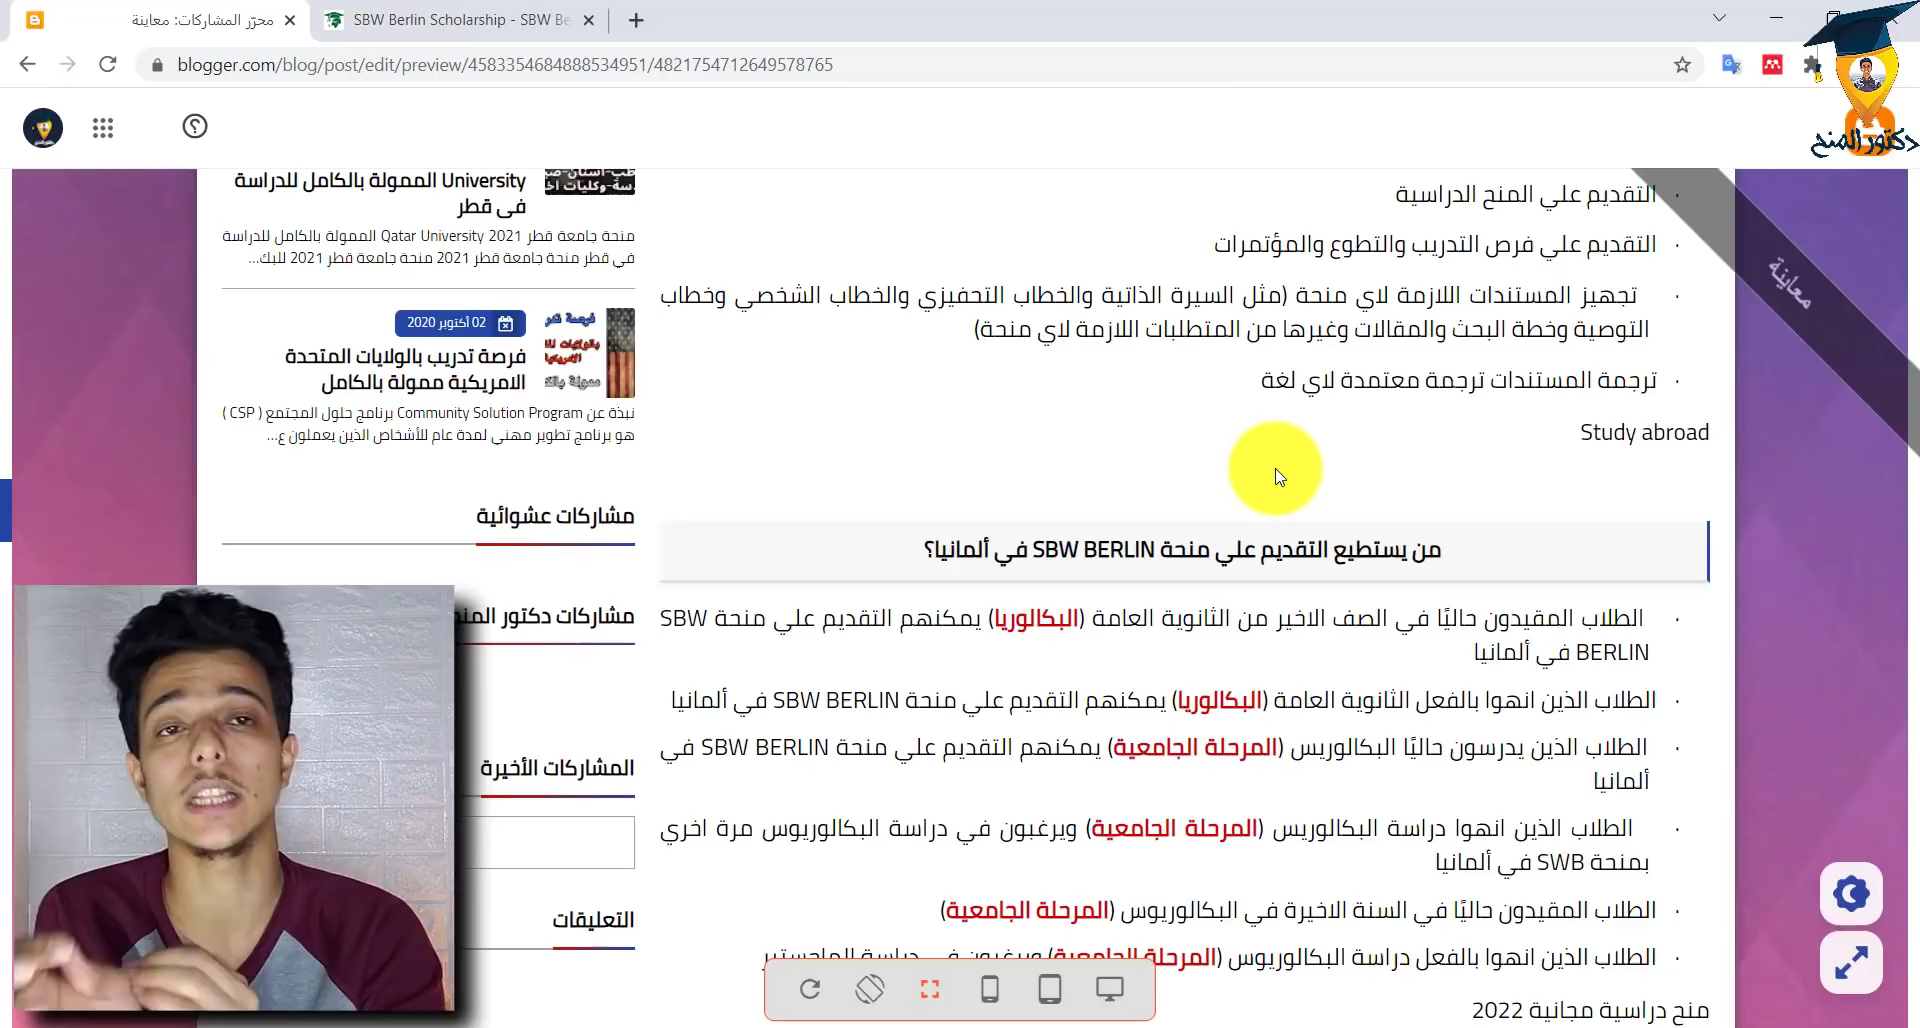 محرّر المشاركات: معاينة
SBW Berlin Scholarship - SBW Be
blogger.com/blog/post/edit/preview/4583354684888534951/4821754712649578765
دكتور المنح
معاينة
التقديم علي المنح الدراسية
التقديم علي فرص التدريب والتطوع والمؤتمرات
تجهيز المستندات اللازمة لاي منحة (مثل السيرة الذاتية والخطاب التحفيزي والخطاب الشخصي وخطاب
التوصية وخطة البحث والمقالات وغيرها من المتطلبات اللازمة لاي منحة)
ترجمة المستندات ترجمة معتمدة لاي لغة
Study abroad
من يستطيع التقديم علي منحة SBW BERLIN في ألمانيا؟
الطلاب المقيدون حاليًا في الصف الاخير من الثانوية العامة (البكالوريا) يمكنهم التقديم علي منحة SBW
BERLIN في ألمانيا
الطلاب الذين انهوا بالفعل الثانوية العامة (البكالوريا) يمكنهم التقديم علي منحة SBW BERLIN في ألمانيا
الطلاب الذين يدرسون حاليًا البكالوريس (المرحلة الجامعية) يمكنهم التقديم علي منحة SBW BERLIN في
ألمانيا
الطلاب الذين انهوا دراسة البكالوريس (المرحلة الجامعية) ويرغبون في دراسة البكالوريوس مرة اخري
بمنحة SWB في ألمانيا
الطلاب المقيدون حاليًا في السنة الاخيرة في البكالوريوس (المرحلة الجامعية)
الطلاب الذين انهوا بالفعل دراسة البكالوريوس (المرحلة الجامعية) ويرغبون في دراسة الماجستير
منح دراسية مجانية 2022
University الممولة بالكامل للدراسة
في قطر
منحة جامعة قطر 2021 Qatar University الممولة بالكامل للدراسة
في قطر منحة جامعة قطر 2021 منحة جامعة قطر 2021 للبك...
02 أكتوبر 2020
فرصة تدريب بالولايات المتحدة
الامريكية ممولة بالكامل
نبذة عن Community Solution Program برنامج حلول المجتمع ( CSP )
هو برنامج تطوير مهني لمدة عام للأشخاص الذين يعملون ع...
مشاركات عشوائية
مشاركات دكتور المنح
المشاركات الأخيرة
التعليقات